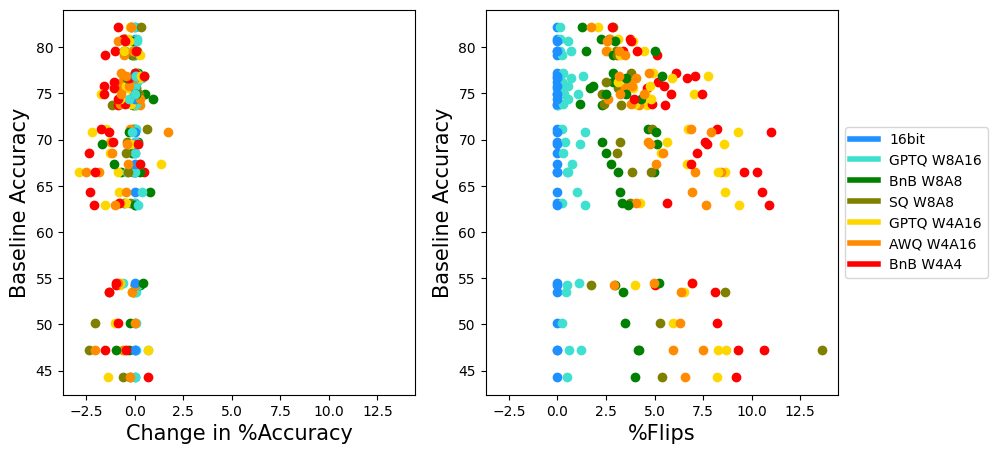 80
75
70
65
60
55
50
45
Baseline Accuracy
−2.5 0.0 2.5 5.0 7.5 10.0 12.5
Change in %Accuracy
80
75
70
65
60
55
50
45
Baseline Accuracy
−2.5 0.0 2.5 5.0 7.5 10.0 12.5
%Flips
16bit
GPTQ W8A16
BnB W8A8
SQ W8A8
GPTQ W4A16
AWQ W4A16
BnB W4A4